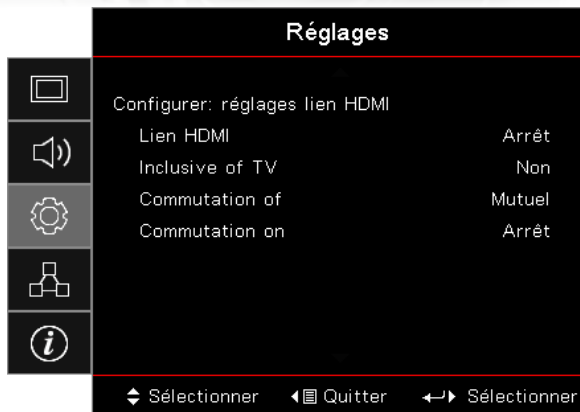 Réglages
Configurer: réglages lien HDMI
Lien HDMI Arrêt
Inclusive of TV Non
Commutation of Mutuel
Commutation on Arrêt
Sélectionner Quitter Sélectionner